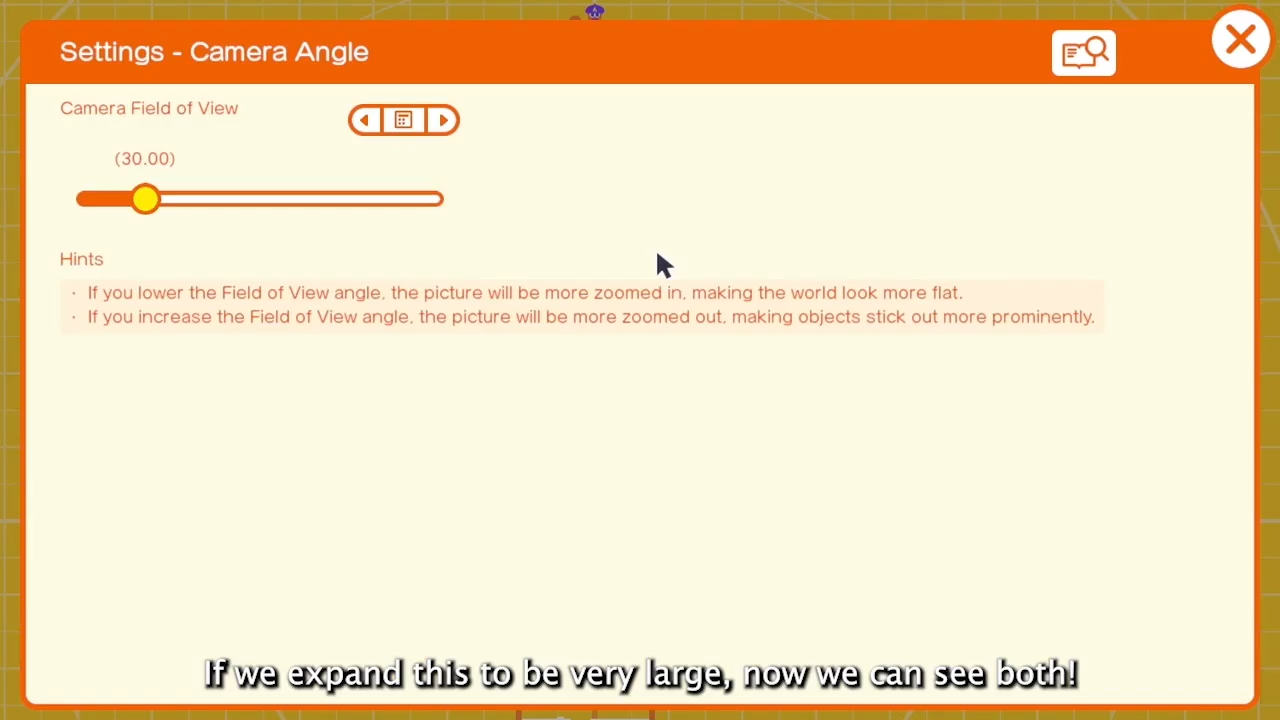 Settings - Camera Angle
Camera Field of View
(30.00)
Hints
· If you lower the Field of View angle, the picture will be more zoomed in, making the world look more flat.
· If you increase the Field of View angle, the picture will be more zoomed out, making objects stick out more prominently.
If we expand this to be very large, now we can see both!